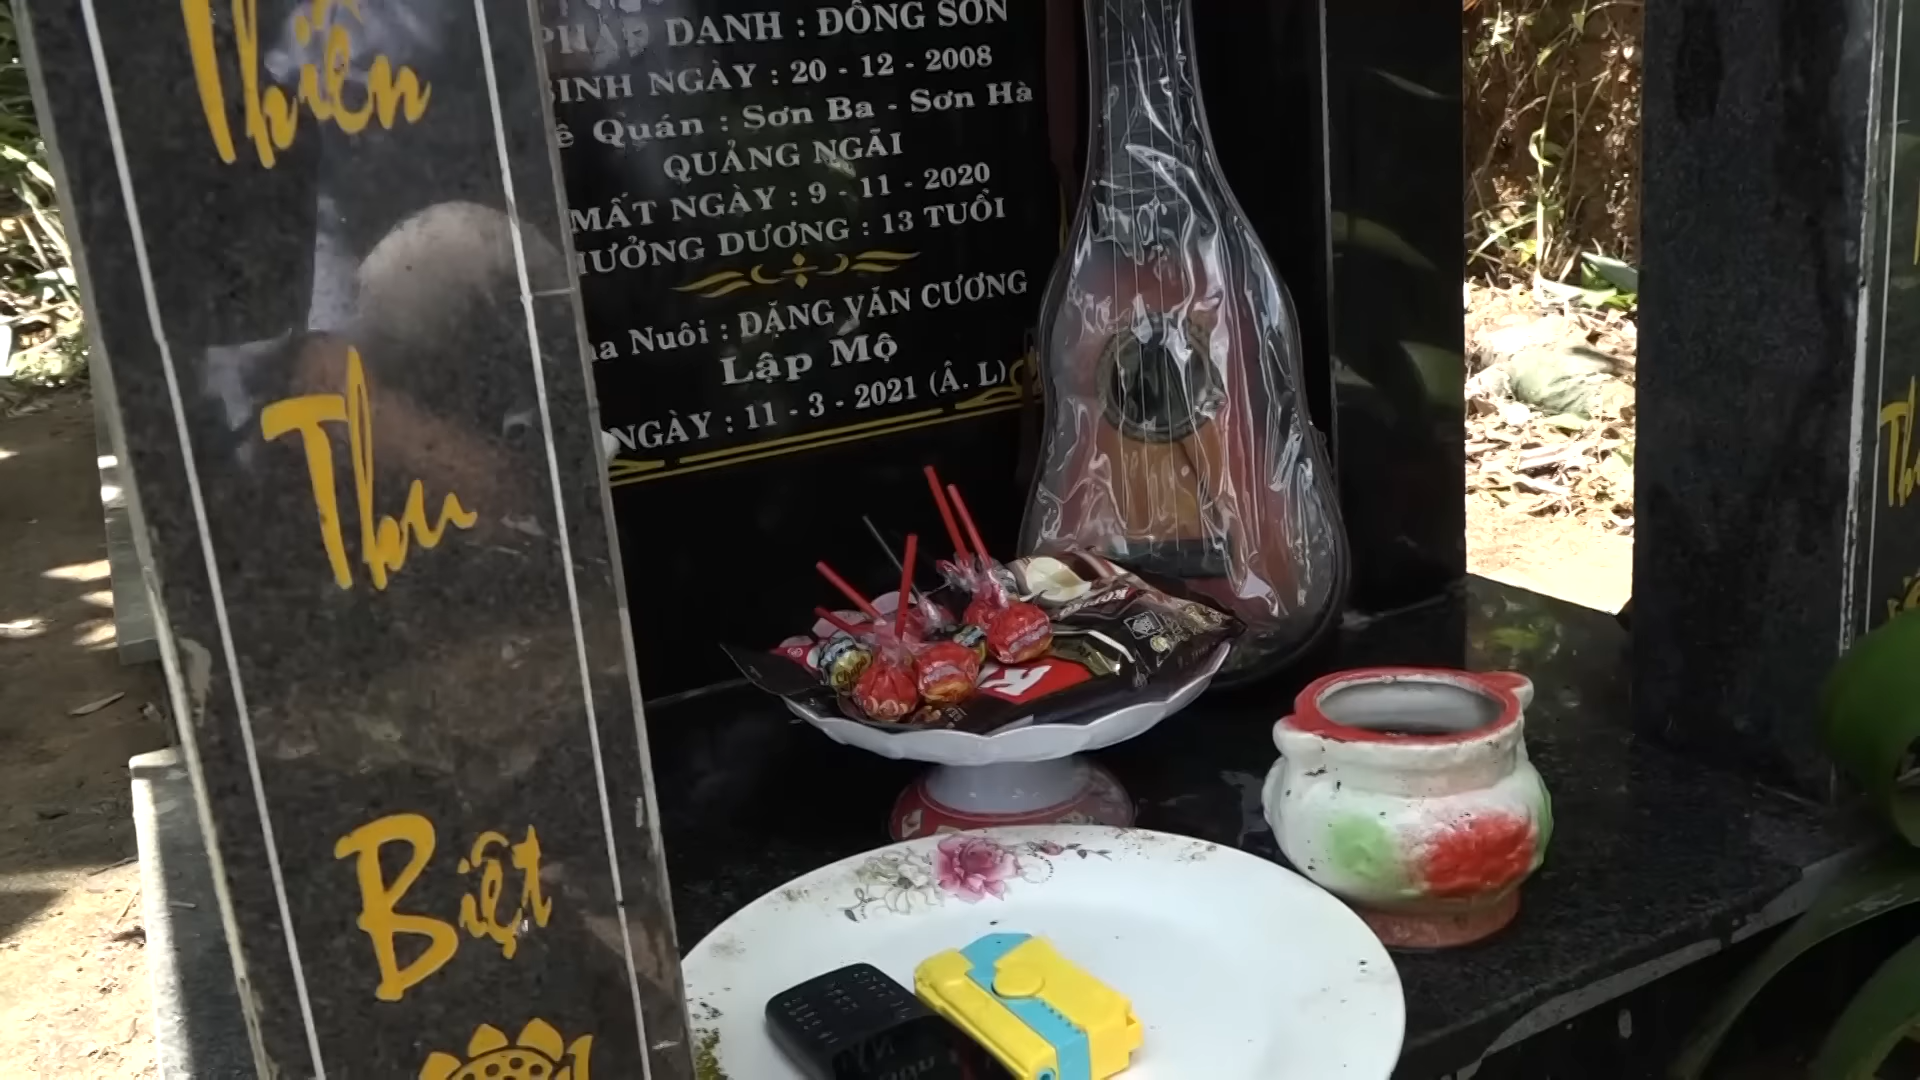 Thiên
Thu
Biệt
PHÁP DANH : ĐỒNG SƠN
SINH NGÀY : 20 - 12 - 2008
ê Quán : Sơn Ba - Sơn Hà
QUẢNG NGÃI
MẤT NGÀY : 9 - 11 - 2020
HƯỞNG DƯƠNG : 13 TUỔI
ha Nuôi : ĐẶNG VĂN CƯƠNG
Lập Mộ
NGÀY : 11 - 3 - 2021 (Â. L)
KOPIKO